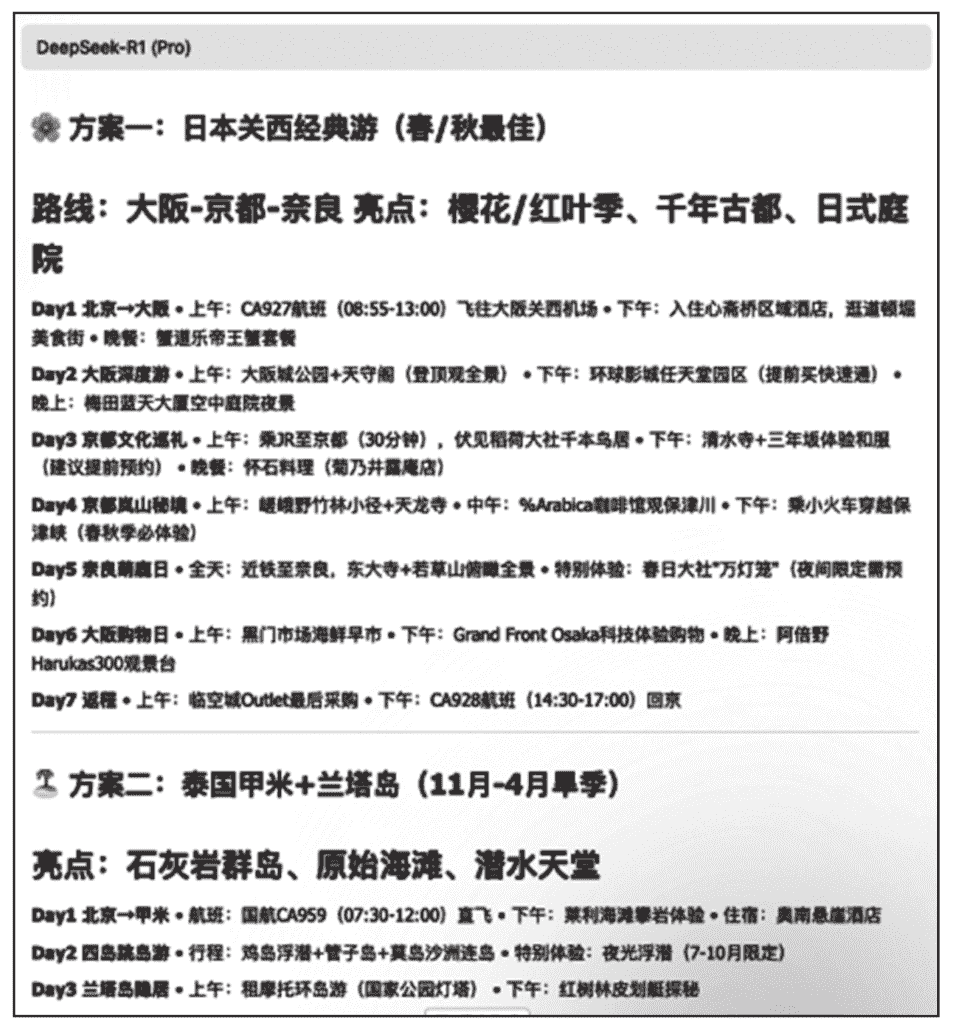 DeepSeek-R1 (Pro)
方案一：日本关西经典游（春/秋最佳）
路线：大阪-京都-奈良 亮点：樱花/红叶季、千年古都、日式庭
院
Day1 北京→大阪 • 上午：CA927航班（08:55-13:00）飞往大阪关西机场 • 下午：入住心斋桥区域酒店，逛道顿堀
美食街 • 晚餐：蟹道乐帝王蟹套餐
Day2 大阪深度游 • 上午：大阪城公园+天守阁（登顶观全景） • 下午：环球影城任天堂园区（提前买快速通） •
晚上：梅田蓝天大厦空中庭院夜景
Day3 京都文化巡礼 • 上午：乘JR至京都（30分钟），伏见稻荷大社千本鸟居 • 下午：清水寺+三年坂体验和服
（建议提前预约） • 晚餐：怀石料理（菊乃井露庵店）
Day4 京都岚山秘境 • 上午：嵯峨野竹林小径+天龙寺 • 中午：%Arabica咖啡馆观保津川 • 下午：乘小火车穿越保
津峡（春秋季必体验）
Day5 奈良萌鹿日 • 全天：近铁至奈良，东大寺+若草山俯瞰全景 • 特别体验：春日大社"万灯笼"（夜间限定需预
约）
Day6 大阪购物日 • 上午：黑门市场海鲜早市 • 下午：Grand Front Osaka科技体验购物 • 晚上：阿倍野
Harukas300观景台
Day7 返程 • 上午：临空城Outlet最后采购 • 下午：CA928航班（14:30-17:00）回京
方案二：泰国甲米+兰塔岛（11月-4月旱季）
亮点：石灰岩群岛、原始海滩、潜水天堂
Day1 北京→甲米 • 航班：国航CA959（07:30-12:00）直飞 • 下午：莱利海滩攀岩体验 • 住宿：奥南悬崖酒店
Day2 四岛跳岛游 • 行程：鸡岛浮潜+管子岛+莫岛沙洲连岛 • 特别体验：夜光浮潜（7-10月限定）
Day3 兰塔岛隐居 • 上午：租摩托环岛游（国家公园灯塔） • 下午：红树林皮划艇探秘